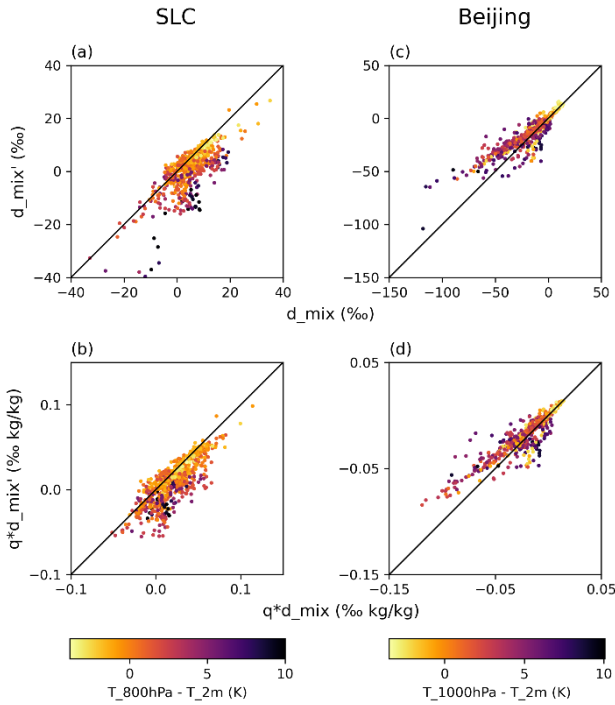 SLC
Beijing
(a)
40
20
0
−20
−40
d_mix' (‰)
−40 −20 0 20 40
(c)
50
0
−50
−100
−150
−150 −100 −50 0 50
d_mix (‰)
(b)
0.1
0.0
−0.1
q*d_mix' (‰ kg/kg)
−0.1 0.0 0.1
(d)
0.05
−0.05
−0.15
−0.15 −0.05 0.05
q*d_mix (‰ kg/kg)
0 10
T_800hPa - T_2m (K)
0 10
T_1000hPa - T_2m (K)